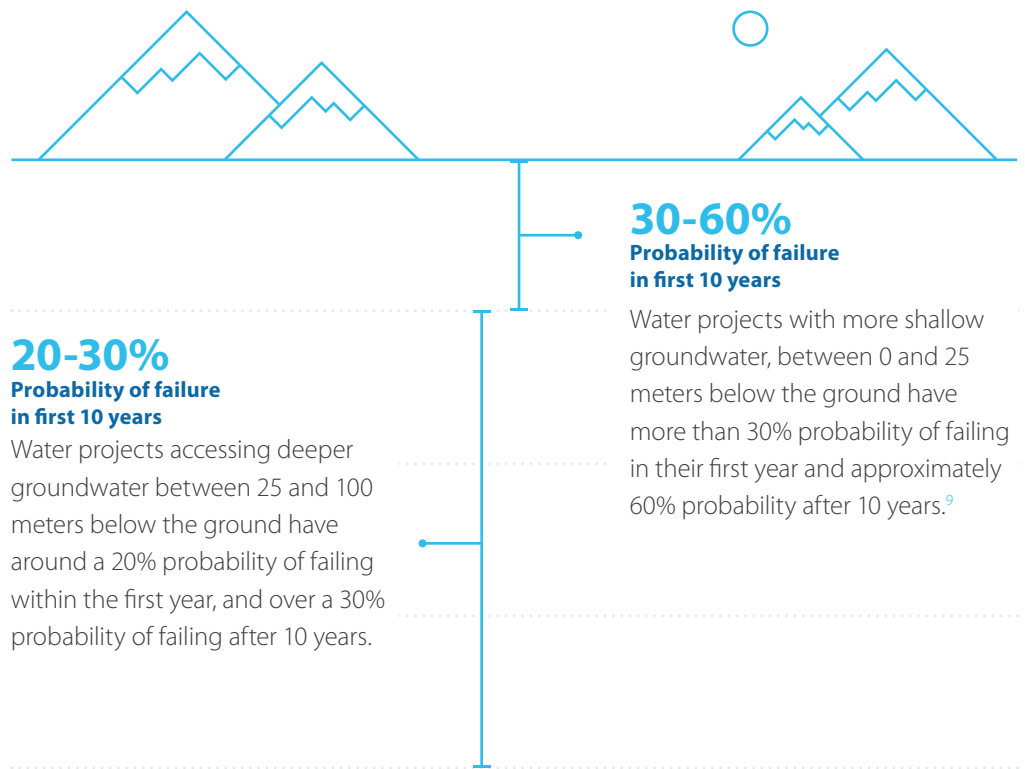 30-60%
Probability of failure
in first 10 years
Water projects with more shallow
groundwater, between 0 and 25
meters below the ground have
more than 30% probability of failing
in their first year and approximately
60% probability after 10 years.9
20-30%
Probability of failure
in first 10 years
Water projects accessing deeper
groundwater between 25 and 100
meters below the ground have
around a 20% probability of failing
within the first year, and over a 30%
probability of failing after 10 years.